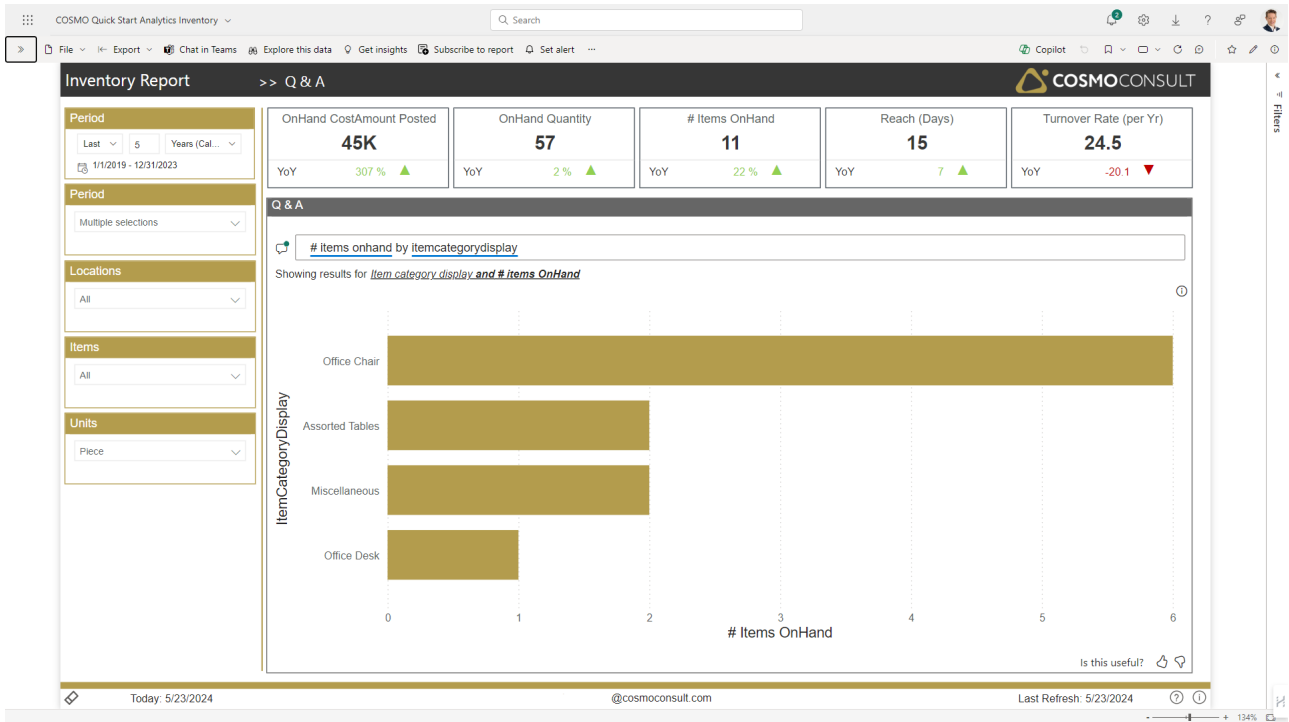 COSMO Quick Start Analytics Inventory
Search
2
File Export Chat in Teams Explore this data Get insights Subscribe to report Set alert ...
Copilot
Inventory Report >> Q & A
COSMOCONSULT
Filters
Period
Last 5 Years (Cal...
1/1/2019 - 12/31/2023
Period
Multiple selections
Locations
All
Items
All
Units
Piece
OnHand CostAmount Posted
45K
YoY 307 %
OnHand Quantity
57
YoY 2 %
# Items OnHand
11
YoY 22 %
Reach (Days)
15
YoY 7
Turnover Rate (per Yr)
24.5
YoY -20.1
Q & A
# items onhand by itemcategorydisplay
Showing results for Item category display and # items OnHand
ItemCategoryDisplay
Office Chair
Assorted Tables
Miscellaneous
Office Desk
0 1 2 3 4 5 6
# Items OnHand
Is this useful?
Today: 5/23/2024
@cosmoconsult.com
Last Refresh: 5/23/2024
- + 134%